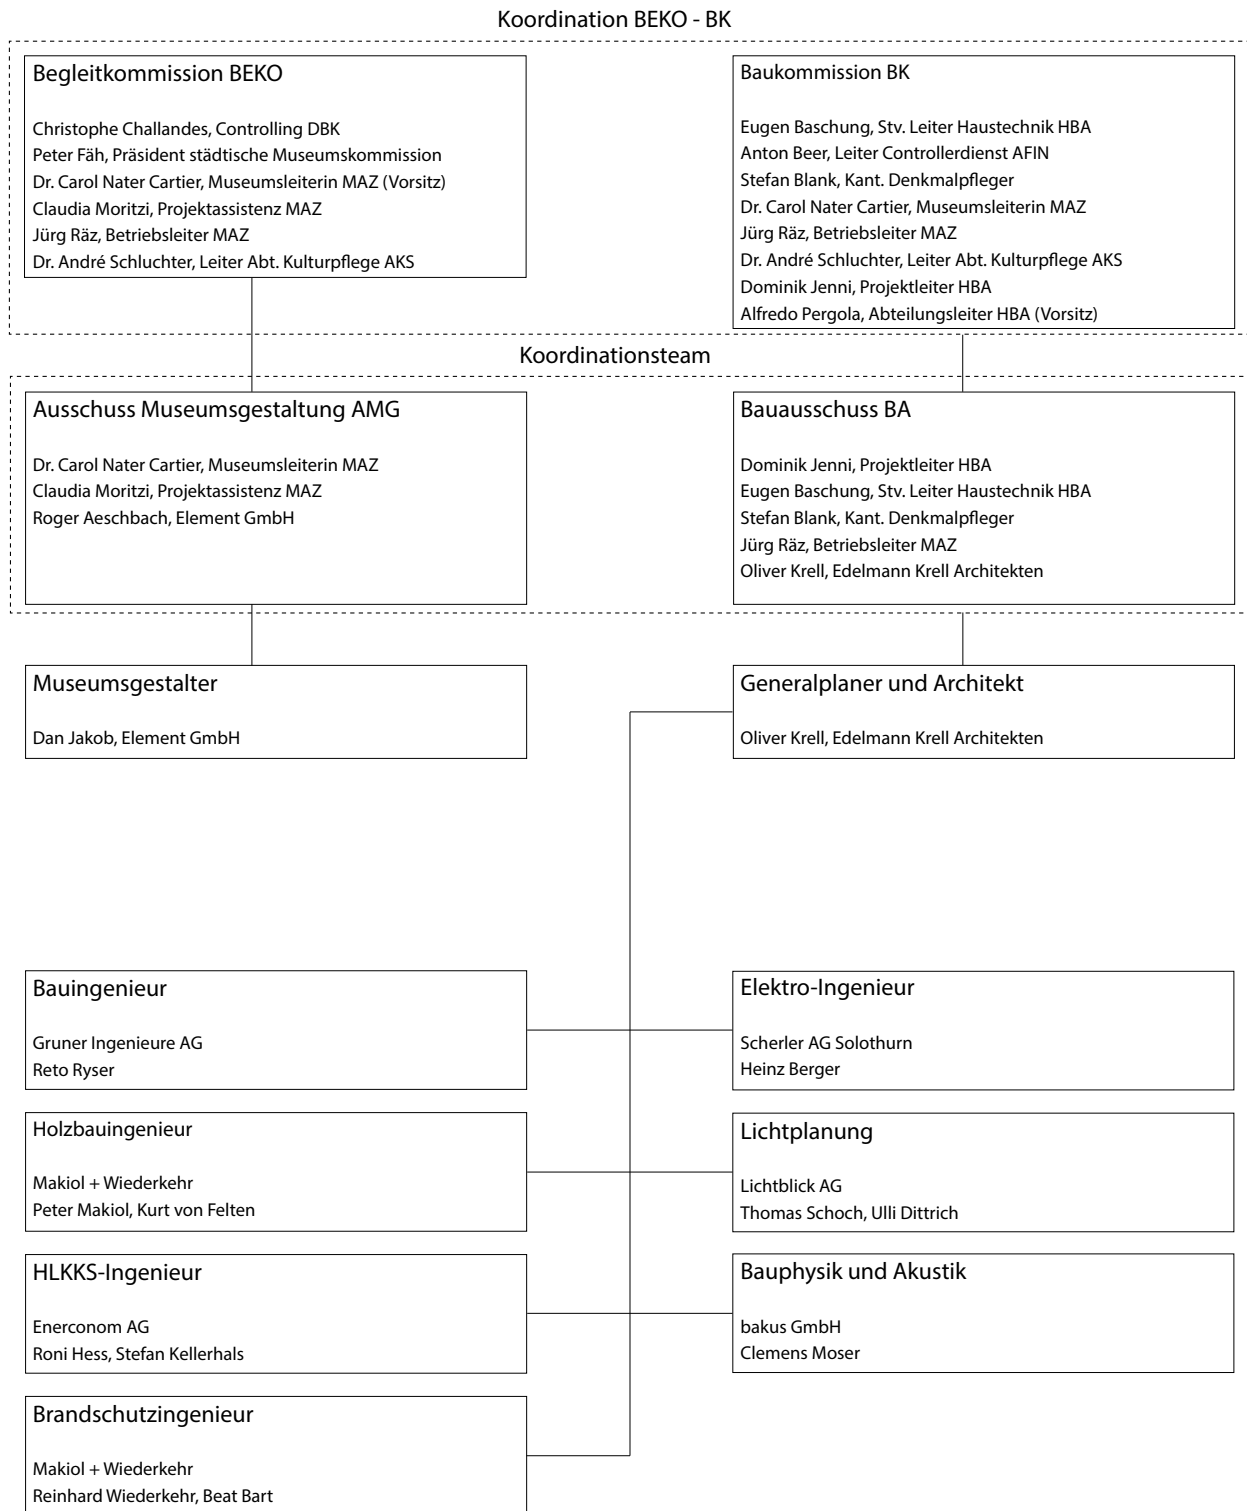 Koordination BEKO - BK
Begleitkommission BEKO
Christophe Challandes, Controlling DBK
Peter Fäh, Präsident städtische Museumskommission
Dr. Carol Nater Cartier, Museumsleiterin MAZ (Vorsitz)
Claudia Moritzi, Projektassistenz MAZ
Jürg Räz, Betriebsleiter MAZ
Dr. André Schluchter, Leiter Abt. Kulturpflege AKS
Baukommission BK
Eugen Baschung, Stv. Leiter Haustechnik HBA
Anton Beer, Leiter Controllerdienst AFIN
Stefan Blank, Kant. Denkmalpfleger
Dr. Carol Nater Cartier, Museumsleiterin MAZ
Jürg Räz, Betriebsleiter MAZ
Dr. André Schluchter, Leiter Abt. Kulturpflege AKS
Dominik Jenni, Projektleiter HBA
Alfredo Pergola, Abteilungsleiter HBA (Vorsitz)
Koordinationsteam
Ausschuss Museumsgestaltung AMG
Dr. Carol Nater Cartier, Museumsleiterin MAZ
Claudia Moritzi, Projektassistenz MAZ
Roger Aeschbach, Element GmbH
Bauausschuss BA
Dominik Jenni, Projektleiter HBA
Eugen Baschung, Stv. Leiter Haustechnik HBA
Stefan Blank, Kant. Denkmalpfleger
Jürg Räz, Betriebsleiter MAZ
Oliver Krell, Edelmann Krell Architekten
Museumsgestalter
Dan Jakob, Element GmbH
Generalplaner und Architekt
Oliver Krell, Edelmann Krell Architekten
Bauingenieur
Gruner Ingenieure AG
Reto Ryser
Elektro-Ingenieur
Scherler AG Solothurn
Heinz Berger
Holzbauingenieur
Makiol + Wiederkehr
Peter Makiol, Kurt von Felten
Lichtplanung
Lichtblick AG
Thomas Schoch, Ulli Dittrich
HLKKS-Ingenieur
Enerconom AG
Roni Hess, Stefan Kellerhals
Bauphysik und Akustik
bakus GmbH
Clemens Moser
Brandschutzingenieur
Makiol + Wiederkehr
Reinhard Wiederkehr, Beat Bart